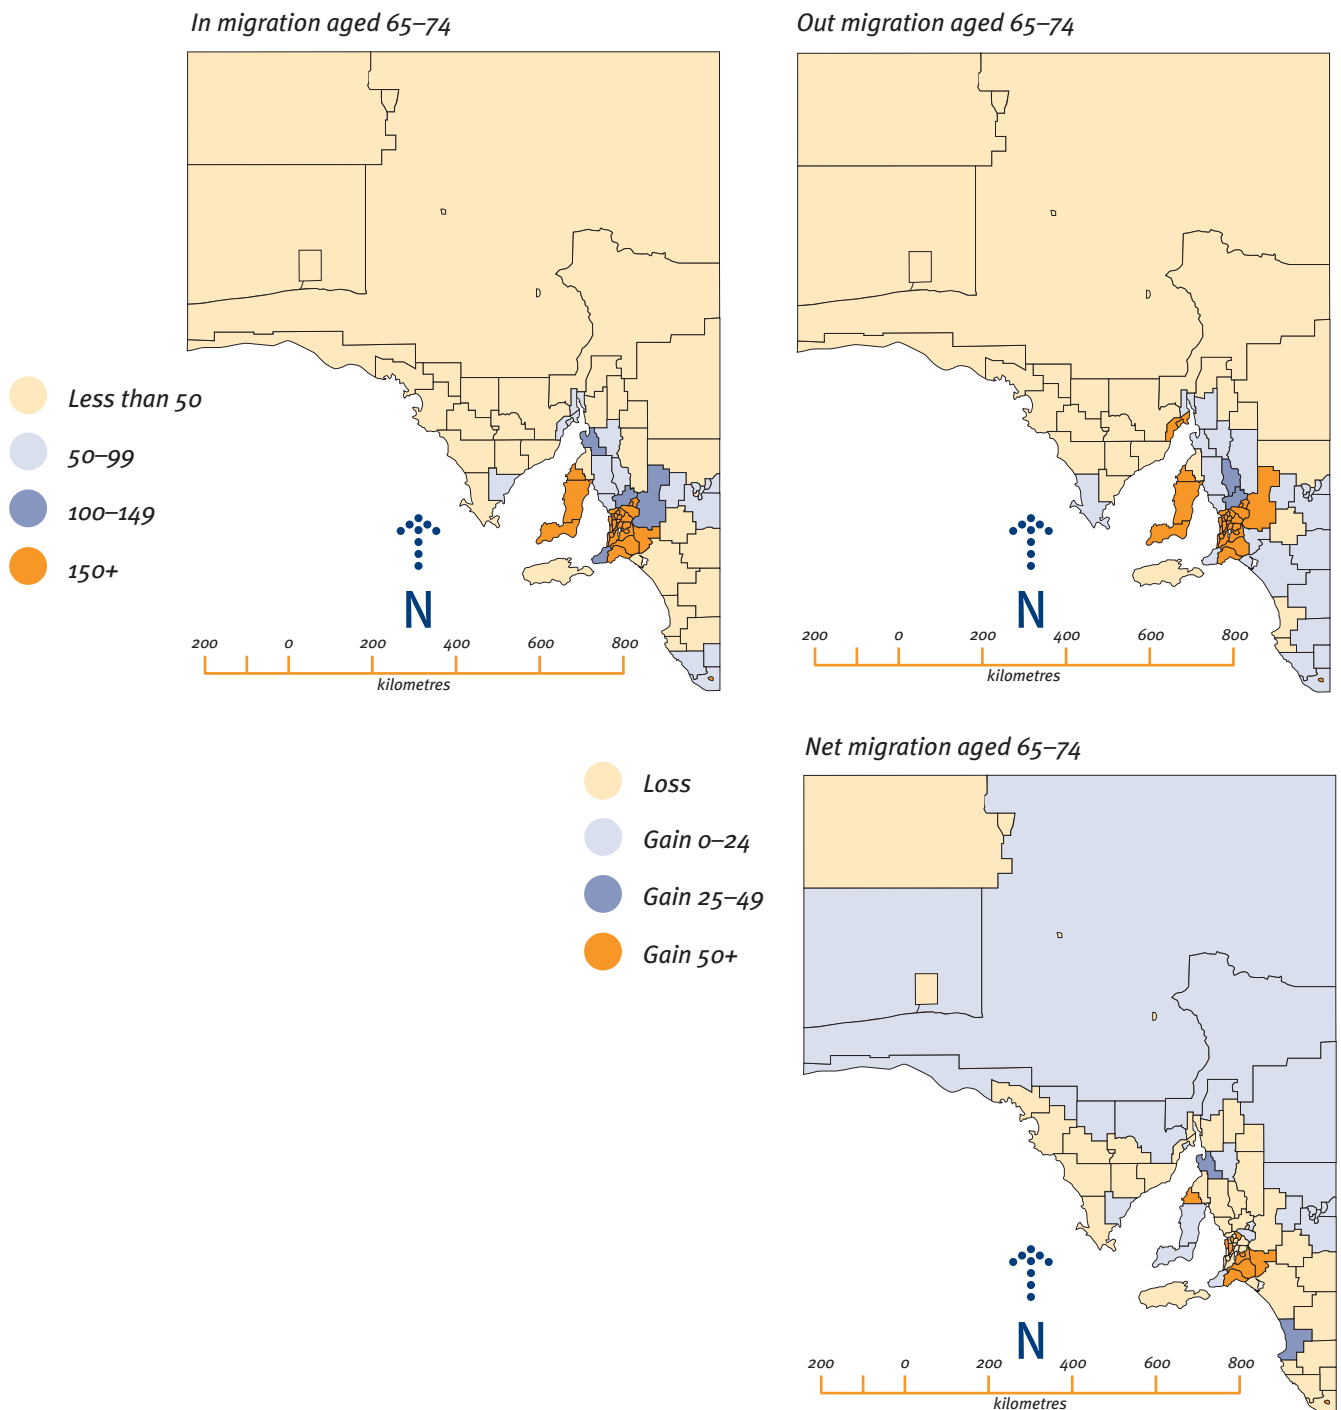 In migration aged 65–74
Out migration aged 65–74
Less than 50
50–99
100–149
150+
N
N
200 0 200 400 600 800
kilometres
200 0 200 400 600 800
kilometres
Net migration aged 65–74
Loss
Gain 0–24
Gain 25–49
Gain 50+
N
200 0 200 400 600 800
kilometres